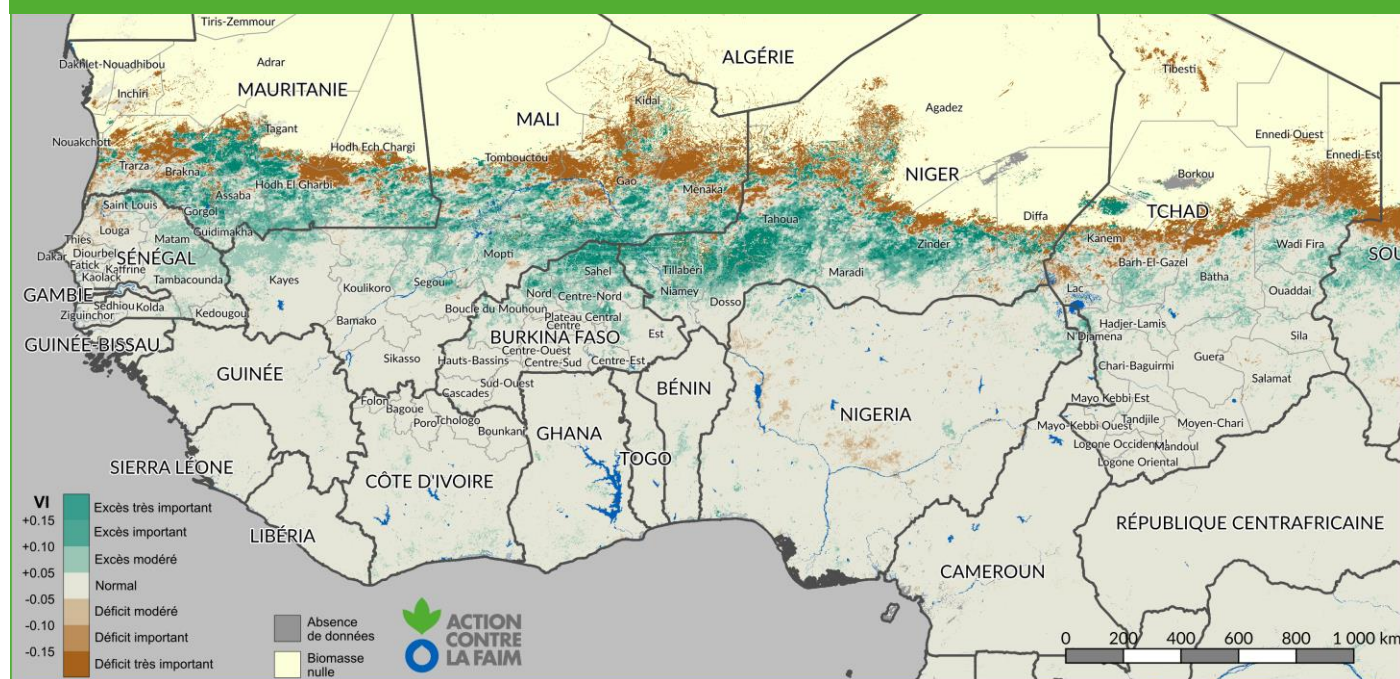 Tiris-Zemmour
Dakhlet-Nouadhibou
Adrar
Inchiri
MAURITANIE
Tagant
Nouakchott
Trarza
Brakna
Hodh Ech Chargi
Hodh El Gharbi
Assaba
Gorgol
Guidimakha
ALGÉRIE
MALI
Kidal
Tombouctou
Gao
Ménaka
Mopti
Kayes
Koulikoro
Segou
Bamako
Sikasso
Agadez
NIGER
Diffa
Tahoua
Zinder
Maradi
Tillabéri
Niamey
Dosso
Tibesti
Ennedi-Ouest
Ennedi-Est
Borkou
TCHAD
Kanem
Barh-El-Gazel
Wadi Fira
Batha
Ouaddai
Lac
Hadjer-Lamis
N Djamena
Sila
Guera
Chari-Baguirmi
Salamat
Mayo Kebbi Est
Mayo-Kebbi Ouest
Tandjile
Moyen-Chari
Logone Occidental
Mandoul
Logone Oriental
SOU
Saint Louis
Louga
Matam
Thiès
Diourbel
Dakar
SÉNÉGAL
Fatick
Kaffrine
Kaolack
Tambacounda
GAMBIE
Sédhiou
Kolda
Ziguinchor
Kedougou
GUINÉE-BISSAU
GUINÉE
SIERRA LÉONE
LIBÉRIA
Sahel
Nord
Centre-Nord
Boucle du Mouhoun
Plateau Central
Centre
Est
BURKINA FASO
Centre-Ouest
Hauts-Bassins
Centre-Sud
Centre-Est
Sud-Ouest
Cascades
Folon
Bagoue
Poro
Tchologo
Bounkani
CÔTE D'IVOIRE
GHANA
TOGO
BÉNIN
NIGERIA
CAMEROUN
RÉPUBLIQUE CENTRAFRICAINE
VI
+0.15
+0.10
+0.05
-0.05
-0.10
-0.15
Excès très important
Excès important
Excès modéré
Normal
Déficit modéré
Déficit important
Déficit très important
Absence
de données
Biomasse
nulle
ACTION
CONTRE
LA FAIM
0 200 400 600 800 1 000 km